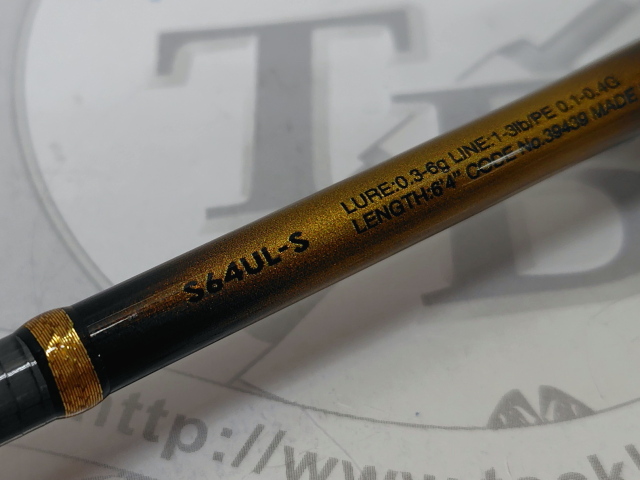 S64UL-S
LURE:0.3-6g LINE:1-3lb/PE 0.1-0.4G
LENGTH:6'4" CODE No.39439 MADE
T
B
http://www.tackl